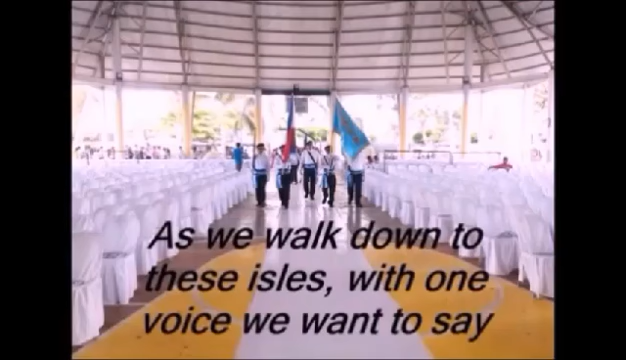 As we walk down to
these isles, with one
voice we want to say